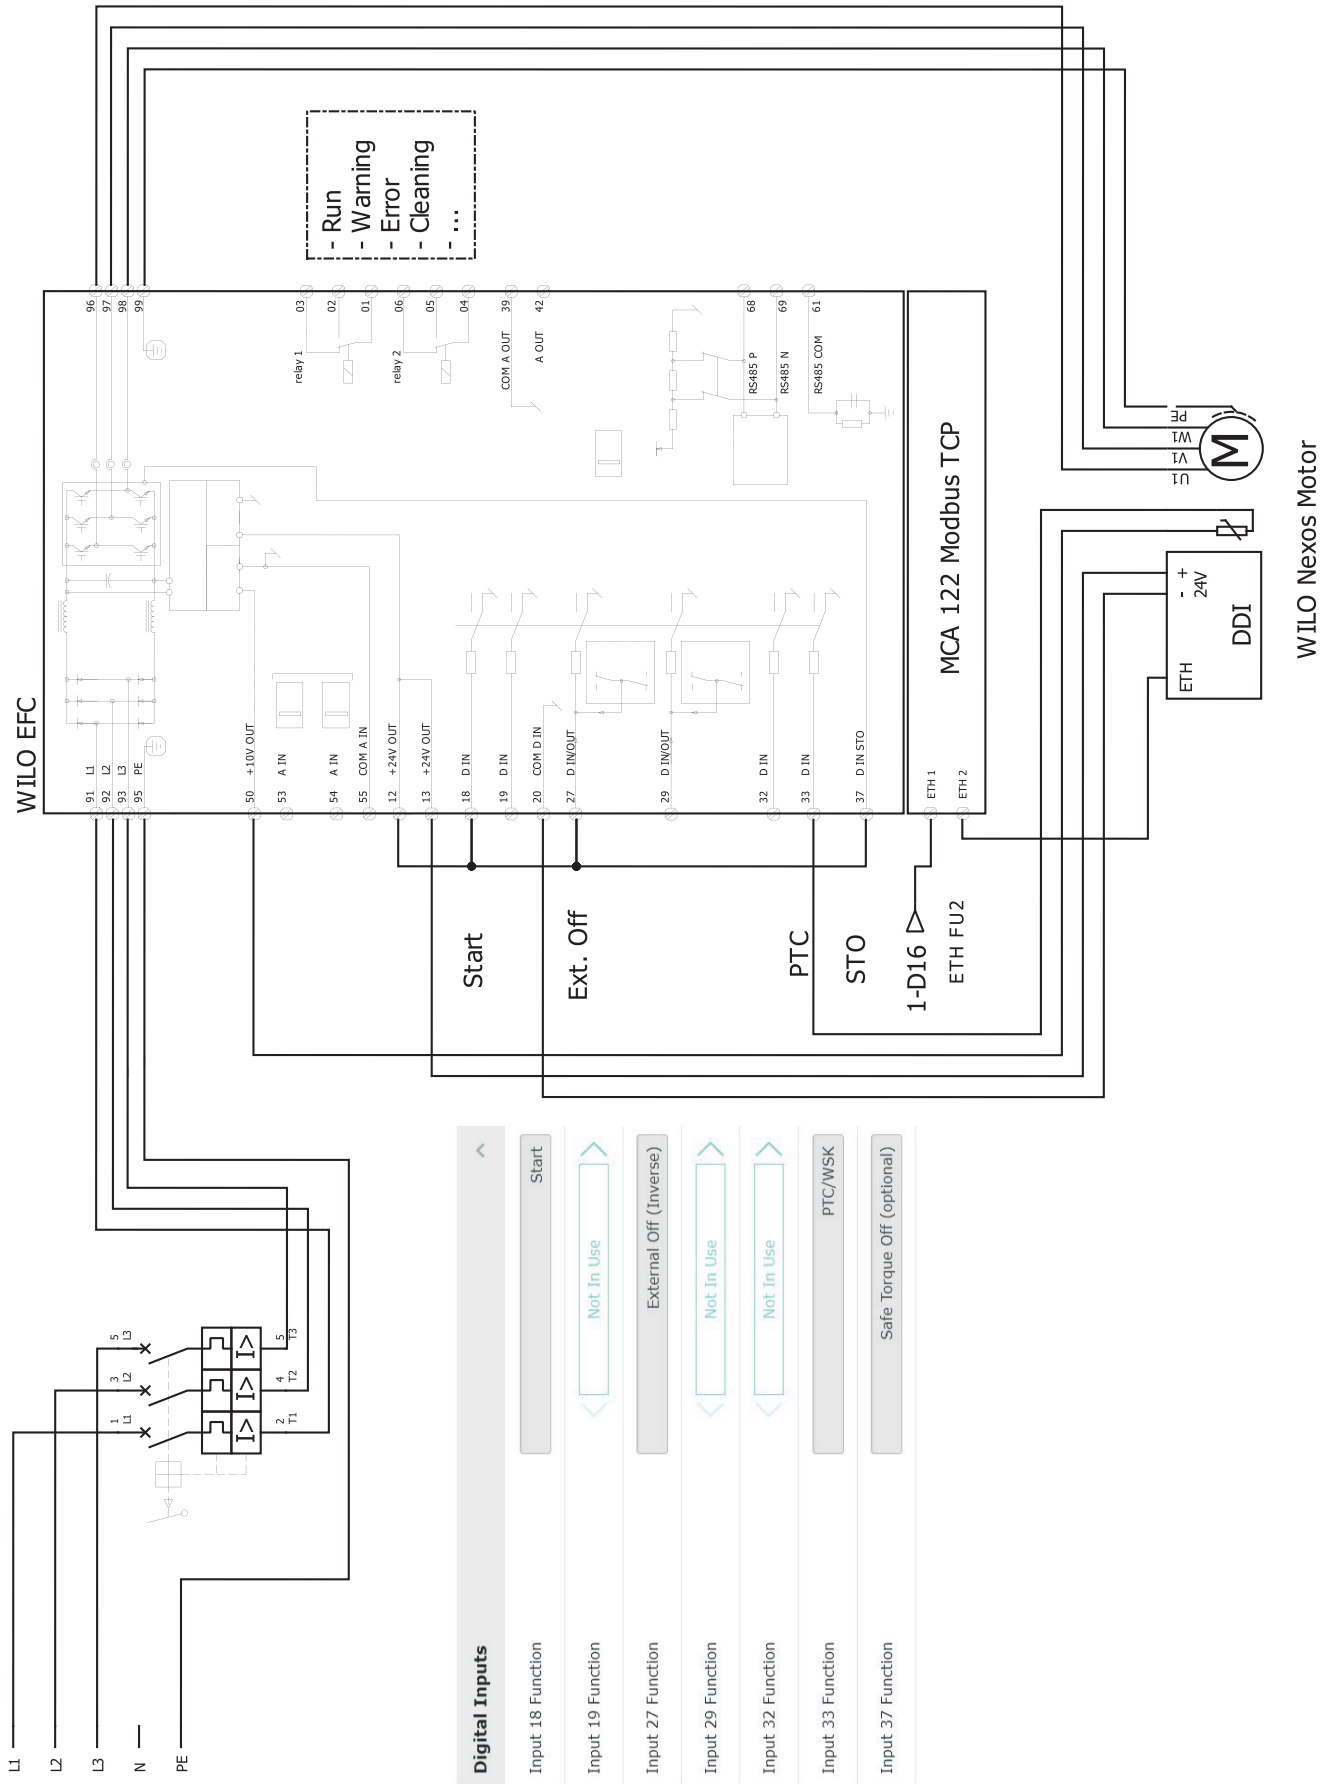 WILO EFC
L1
L2
L3
N
PE
1
L1
3
L2
5
L3
2
T1
4
T2
5
T3
I>
I>
I>
91 L1
92 L2
93 L3
95 PE
50 +10V OUT
53 A IN
54 A IN
55 COM A IN
12 +24V OUT
13 +24V OUT
18 D IN
19 D IN
20 COM D IN
27 D IN/OUT
29 D IN/OUT
32 D IN
33 D IN
37 D IN STO
ETH 1
ETH 2
96
97
98
99
relay 1
03
02
01
relay 2
06
05
04
COM A OUT 39
A OUT 42
RS485 P 68
RS485 N 69
RS485 COM 61
- Run
- Warning
- Error
- Cleaning
- ...
MCA 122 Modbus TCP
Start
Ext. Off
PTC
STO
1-D16
ETH FU2
U1
V1
W1
PE
M
ETH
- +
24V
DDI
WILO Nexos Motor
Digital Inputs
Input 18 Function Start
Input 19 Function Not In Use
Input 27 Function External Off (Inverse)
Input 29 Function Not In Use
Input 32 Function Not In Use
Input 33 Function PTC/WSK
Input 37 Function Safe Torque Off (optional)